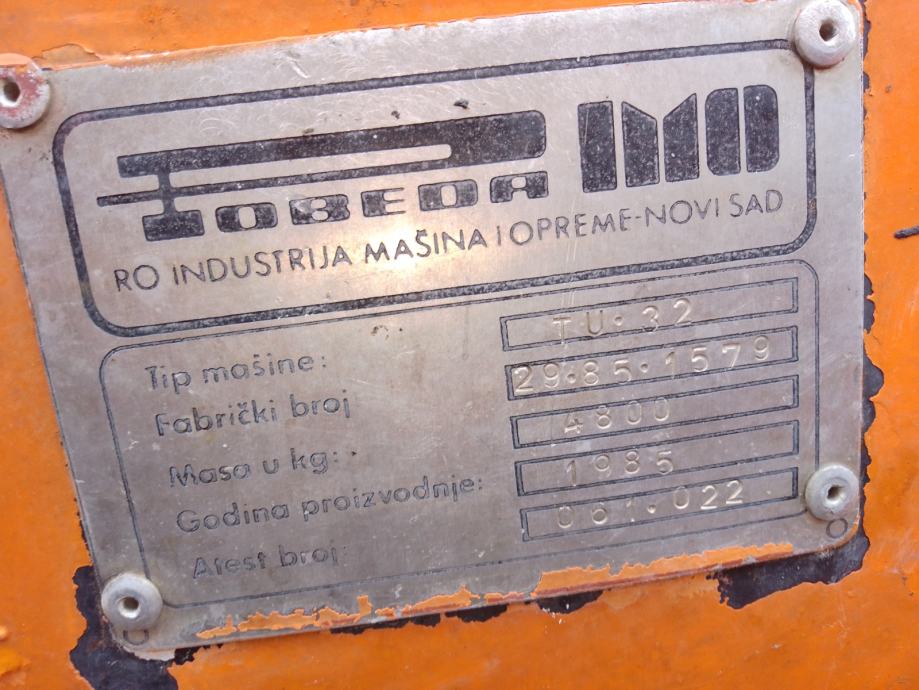 POBEDA IMO
RO INDUSTRIJA MAŠINA I OPREME-NOVI SAD
Tip mašine: TU·32
Fabrički broj 29·85·1579
Masa u kg: 4800
Godina proizvodnje: 1985
Atest broj: 061.022